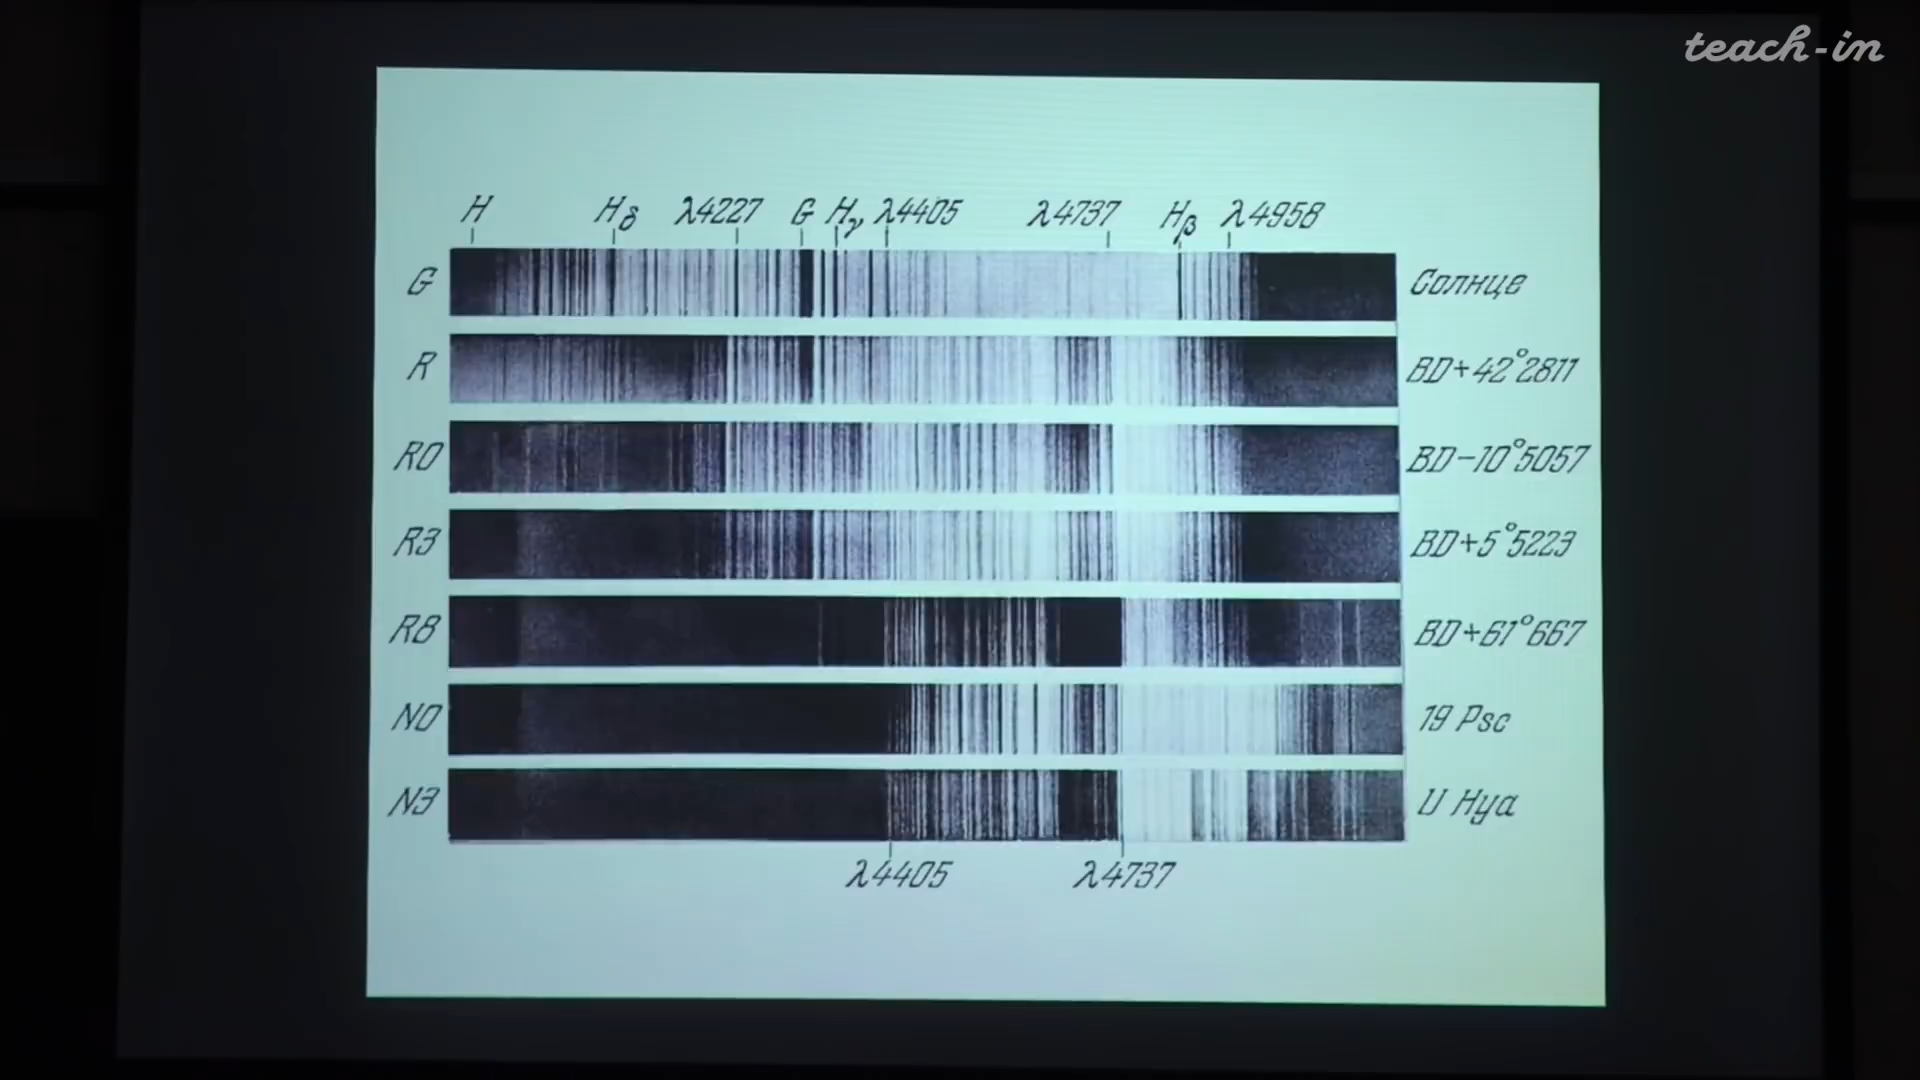 teach-in
H Hδ λ4227 G Hγ λ4405 λ4737 Hβ λ4958
G Солнце
R BD+42°2811
R0 BD-10°5057
R3 BD+5°5223
R8 BD+61°667
N0 19 Psc
N3 U Hya
λ4405 λ4737